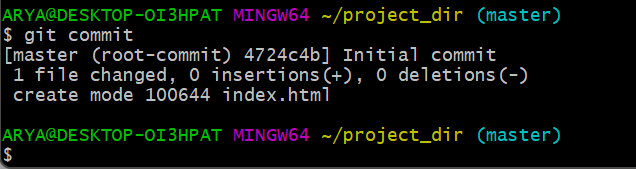 ARYA@DESKTOP-OI3HPAT MINGW64 ~/project_dir (master)
$ git commit
[master (root-commit) 4724c4b] Initial commit
 1 file changed, 0 insertions(+), 0 deletions(-)
 create mode 100644 index.html
ARYA@DESKTOP-OI3HPAT MINGW64 ~/project_dir (master)
$